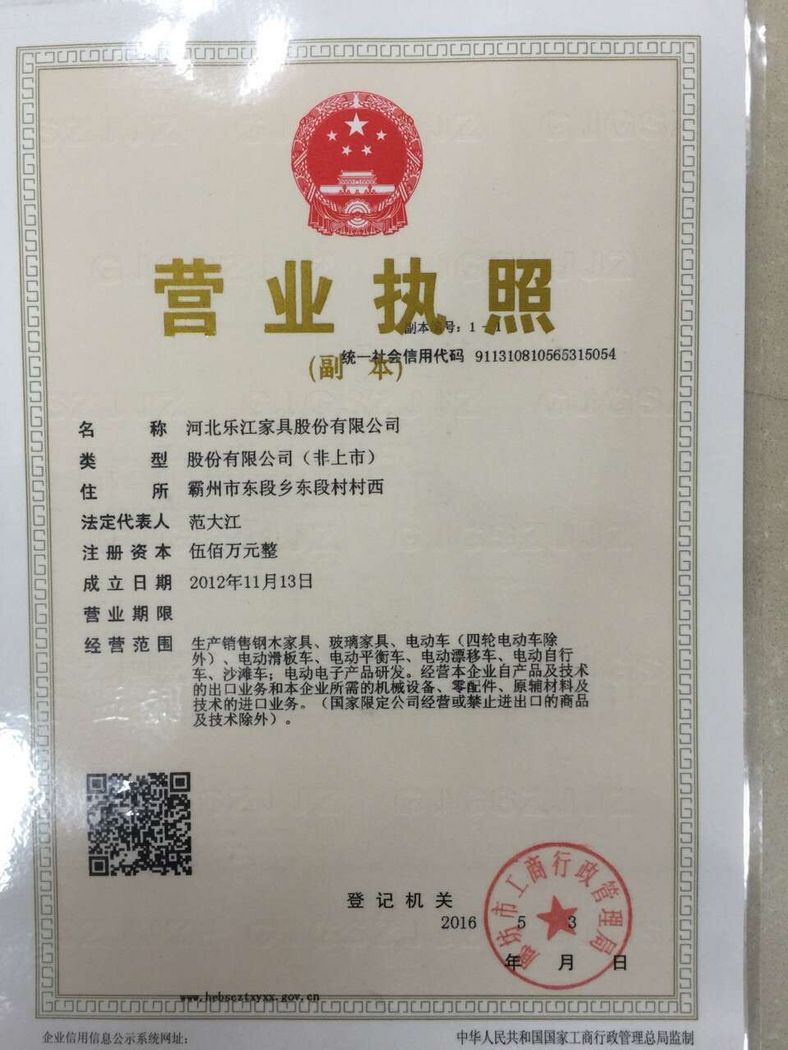 营业执照
副本编号：1－1
(副 本)
统一社会信用代码 911310810565315054
名 称 河北乐江家具股份有限公司
类 型 股份有限公司（非上市）
住 所 霸州市东段乡东段村村西
法定代表人 范大江
注册资本 伍佰万元整
成立日期 2012年11月13日
营业期限
经营范围 生产销售钢木家具、玻璃家具、电动车（四轮电动车除
外）、电动滑板车、电动平衡车、电动漂移车、电动自行
车、沙滩车；电动电子产品研发。经营本企业自产品及技术
的出口业务和本企业所需的机械设备、零配件、原辅材料及
技术的进口业务。（国家限定公司经营或禁止进出口的商品
及技术除外）。
登记机关
廊坊市工商行政管理局
2016 5 3
年 月 日
www.hebscztxyxx.gov.cn
企业信用信息公示系统网址：
中华人民共和国国家工商行政管理总局监制